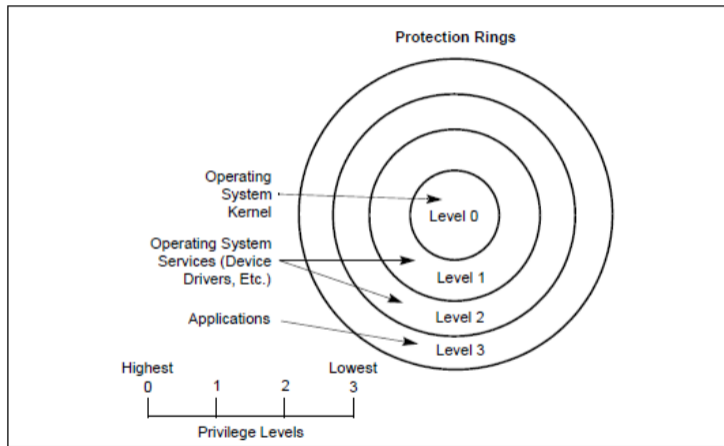 Protection Rings
Operating
System
Kernel
Level 0
Operating System
Services (Device
Drivers, Etc.)
Level 1
Level 2
Applications
Level 3
Highest
Lowest
0
1
2
3
Privilege Levels